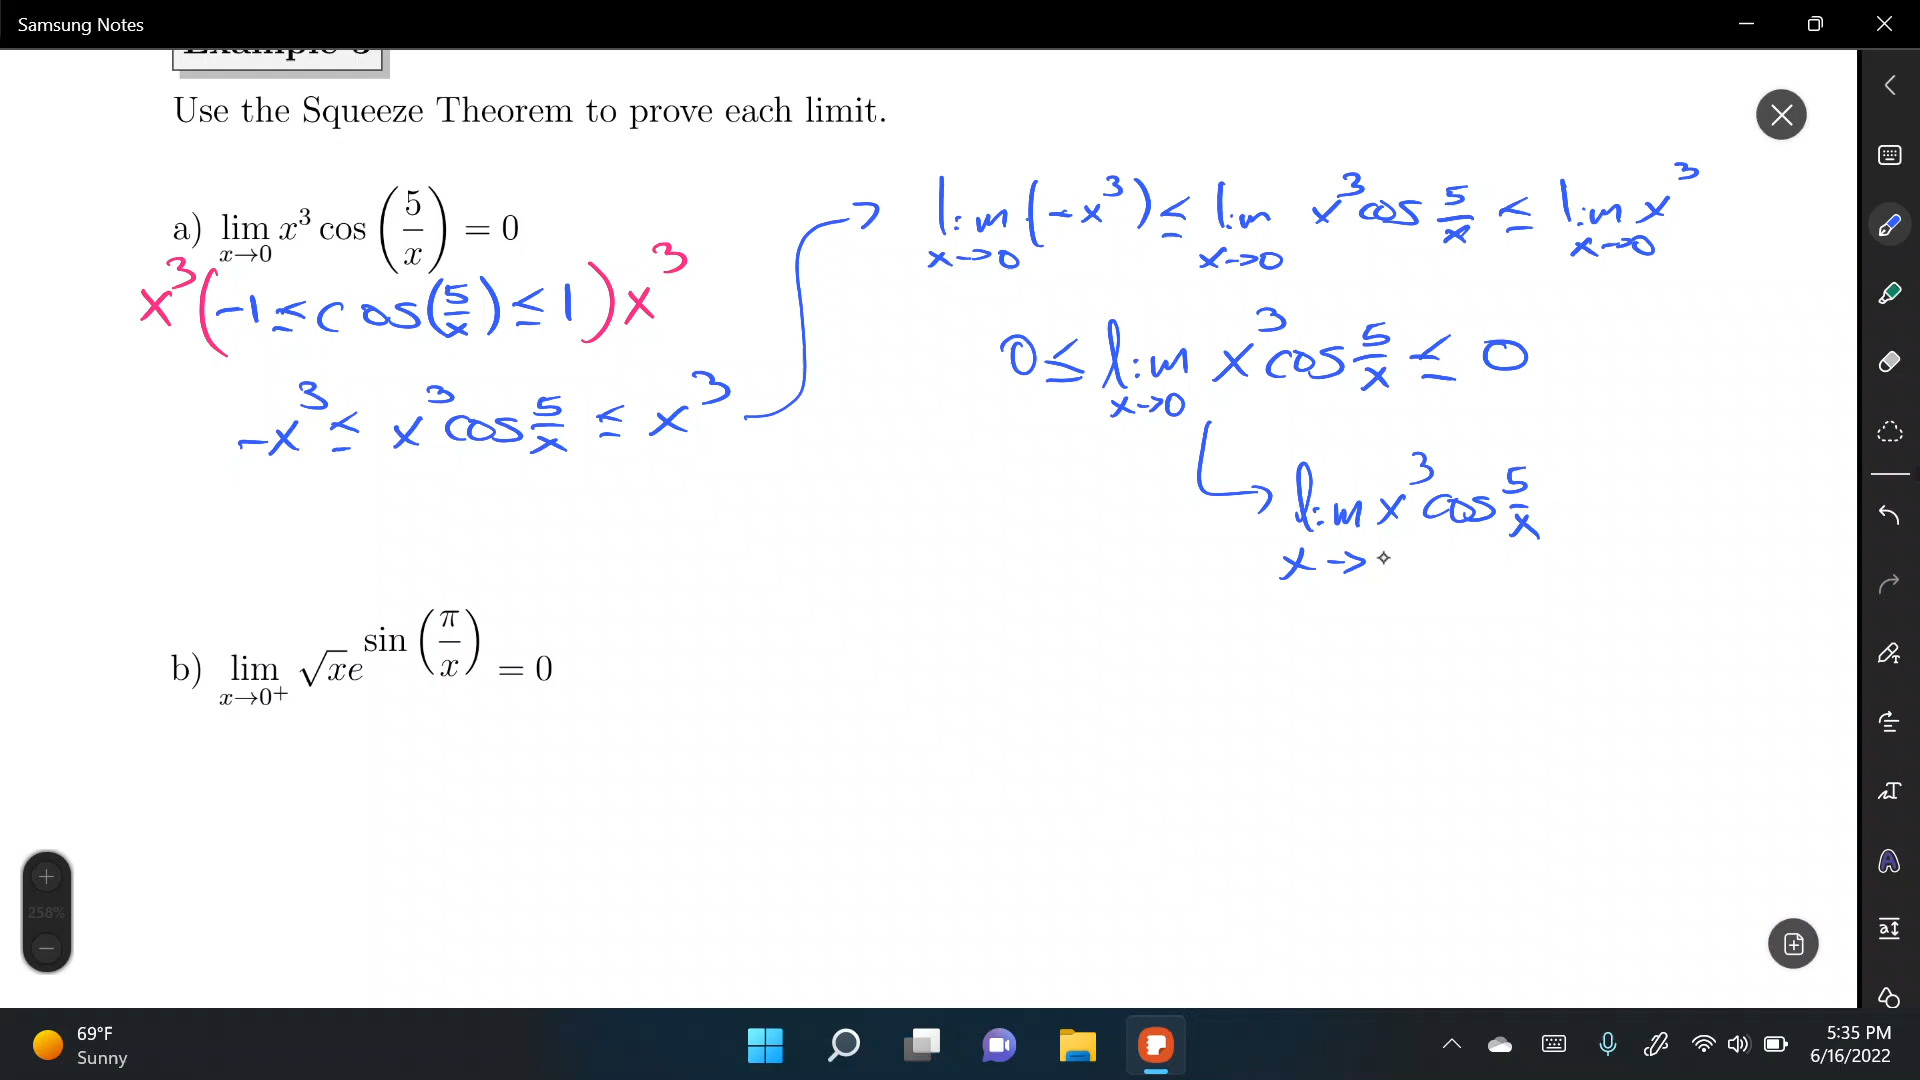 Samsung Notes
Use the Squeeze Theorem to prove each limit.
a) lim x→0 x³ cos (5/x) = 0
x³(-1 ≤ cos(5/x) ≤ 1)x³
-x³ ≤ x³ cos 5/x ≤ x³
lim x→0 (-x³) ≤ lim x→0 x³ cos 5/x ≤ lim x→0 x³
0 ≤ lim x→0 x³ cos 5/x ≤ 0
lim x→ x³ cos 5/x
b) lim x→0⁺ √x e^sin(π/x) = 0
258%
69°F
Sunny
5:35 PM
6/16/2022